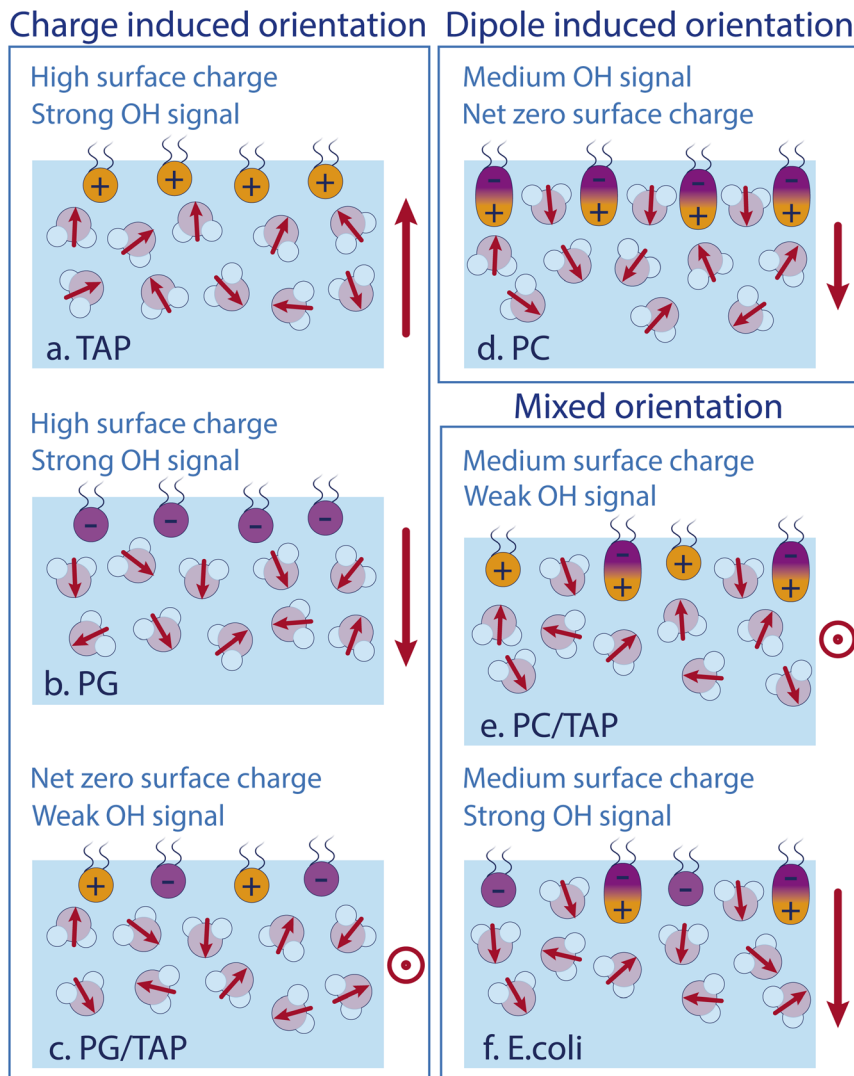 Charge induced orientation
High surface charge
Strong OH signal
+ + + +
a. TAP
High surface charge
Strong OH signal
- - - -
b. PG
Net zero surface charge
Weak OH signal
+ - + -
c. PG/TAP
Dipole induced orientation
Medium OH signal
Net zero surface charge
- - - -
+ + + +
d. PC
Mixed orientation
Medium surface charge
Weak OH signal
+ - + -
+ +
e. PC/TAP
Medium surface charge
Strong OH signal
- - - -
+ +
f. E.coli